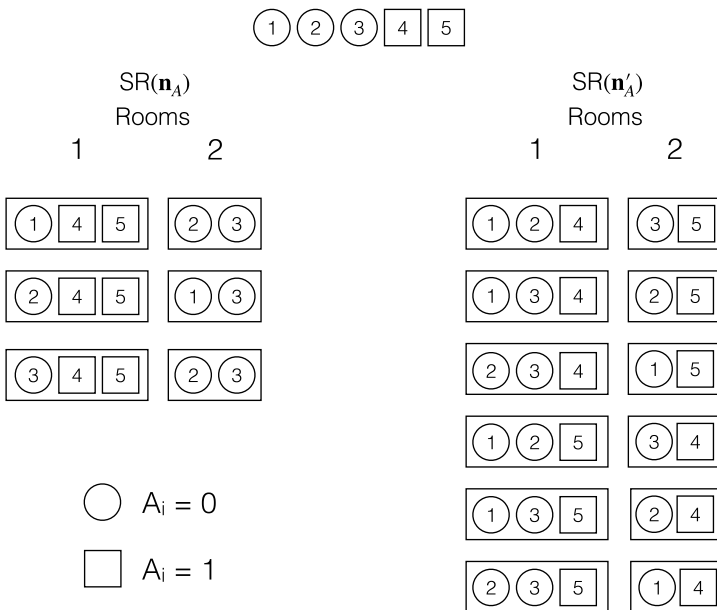 1 2 3 4 5
SR(n_A) SR(n′_A)
Rooms Rooms
1 2 1 2
1 4 5 2 3 1 2 4 3 5
2 4 5 1 3 1 3 4 2 5
3 4 5 2 3 2 3 4 1 5
1 2 5 3 4
A_i = 0 1 3 5 2 4
A_i = 1 2 3 5 1 4